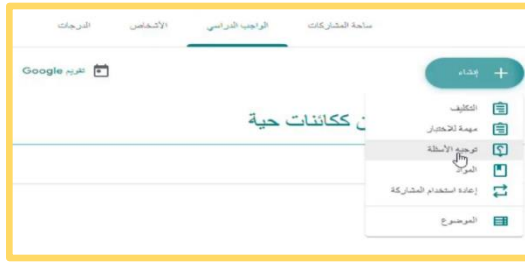 ساحة المشاركات الواجب الدراسي الأشخاص الدرجات
إنشاء
تقويم Google
التكليف
ن ككائنات حية
مهمة للاختبار
توجيه الأسئلة
المواد
إعادة استخدام المشاركة
الموضوع